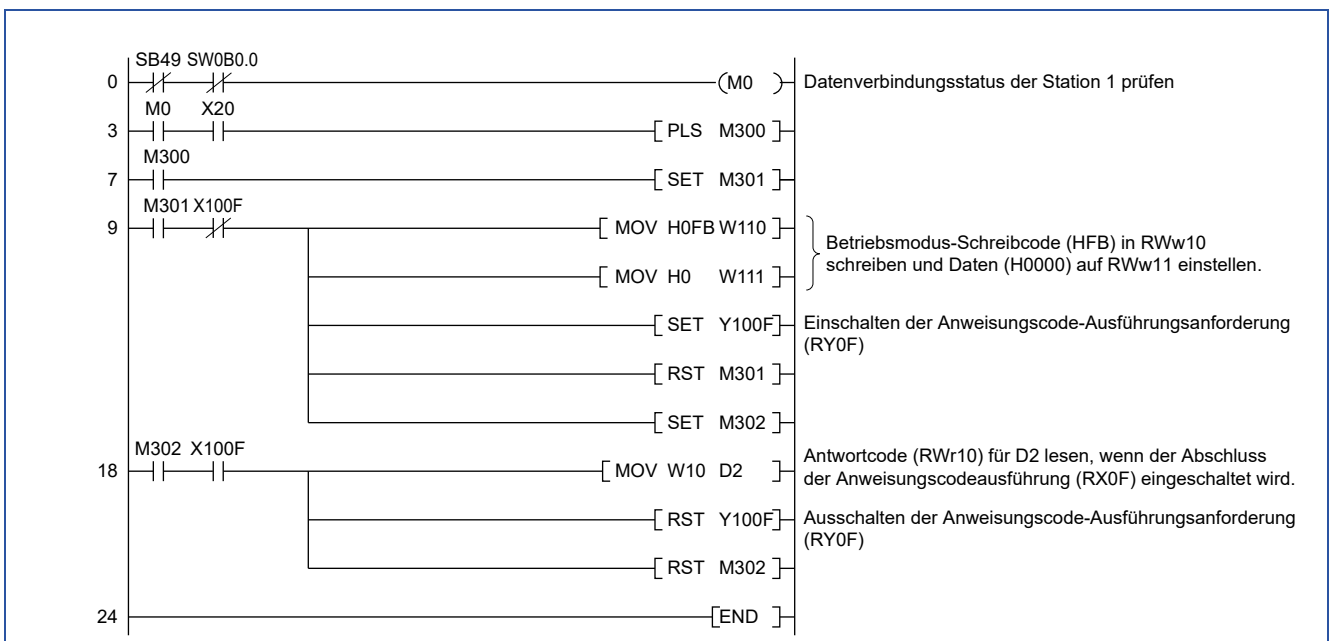 SB49 SW0B0.0
0 (M0 ) Datenverbindungsstatus der Station 1 prüfen
M0 X20
3 [ PLS M300 ]
M300
7 [ SET M301 ]
M301 X100F
9 [ MOV H0FB W110 ]
Betriebsmodus-Schreibcode (HFB) in RWw10
schreiben und Daten (H0000) auf RWw11 einstellen.
[ MOV H0 W111 ]
[ SET Y100F ] Einschalten der Anweisungscode-Ausführungsanforderung
(RY0F)
[ RST M301 ]
[ SET M302 ]
M302 X100F
18 [ MOV W10 D2 ] Antwortcode (RWr10) für D2 lesen, wenn der Abschluss
der Anweisungscodeausführung (RX0F) eingeschaltet wird.
[ RST Y100F ] Ausschalten der Anweisungscode-Ausführungsanforderung
(RY0F)
[ RST M302 ]
24 [ END ]